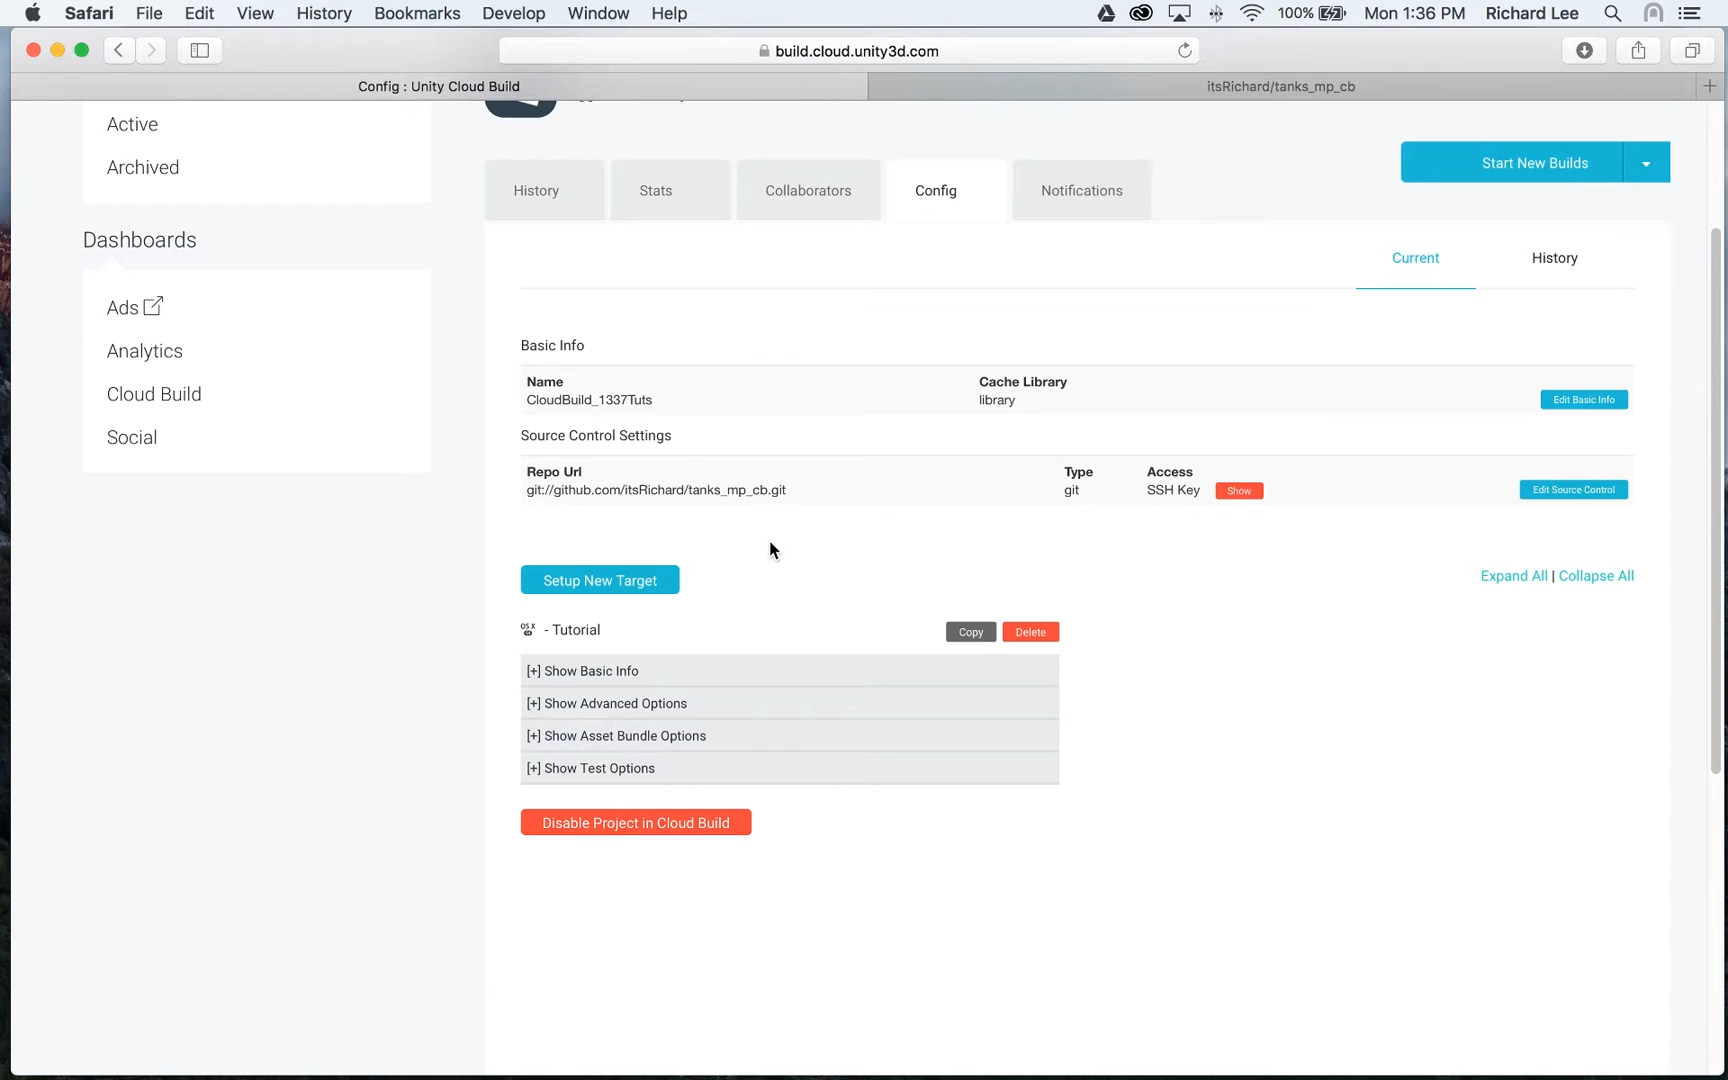 Safari File Edit View History Bookmarks Develop Window Help 100% Mon 1:36 PM Richard Lee
build.cloud.unity3d.com
Config : Unity Cloud Build
itsRichard/tanks_mp_cb
Active
Archived
Dashboards
Ads
Analytics
Cloud Build
Social
Start New Builds
History Stats Collaborators Config Notifications
Current History
Basic Info
Name Cache Library
CloudBuild_1337Tuts library Edit Basic Info
Source Control Settings
Repo Url Type Access
git://github.com/itsRichard/tanks_mp_cb.git git SSH Key Show Edit Source Control
Setup New Target Expand All | Collapse All
OS X - Tutorial Copy Delete
[+] Show Basic Info
[+] Show Advanced Options
[+] Show Asset Bundle Options
[+] Show Test Options
Disable Project in Cloud Build